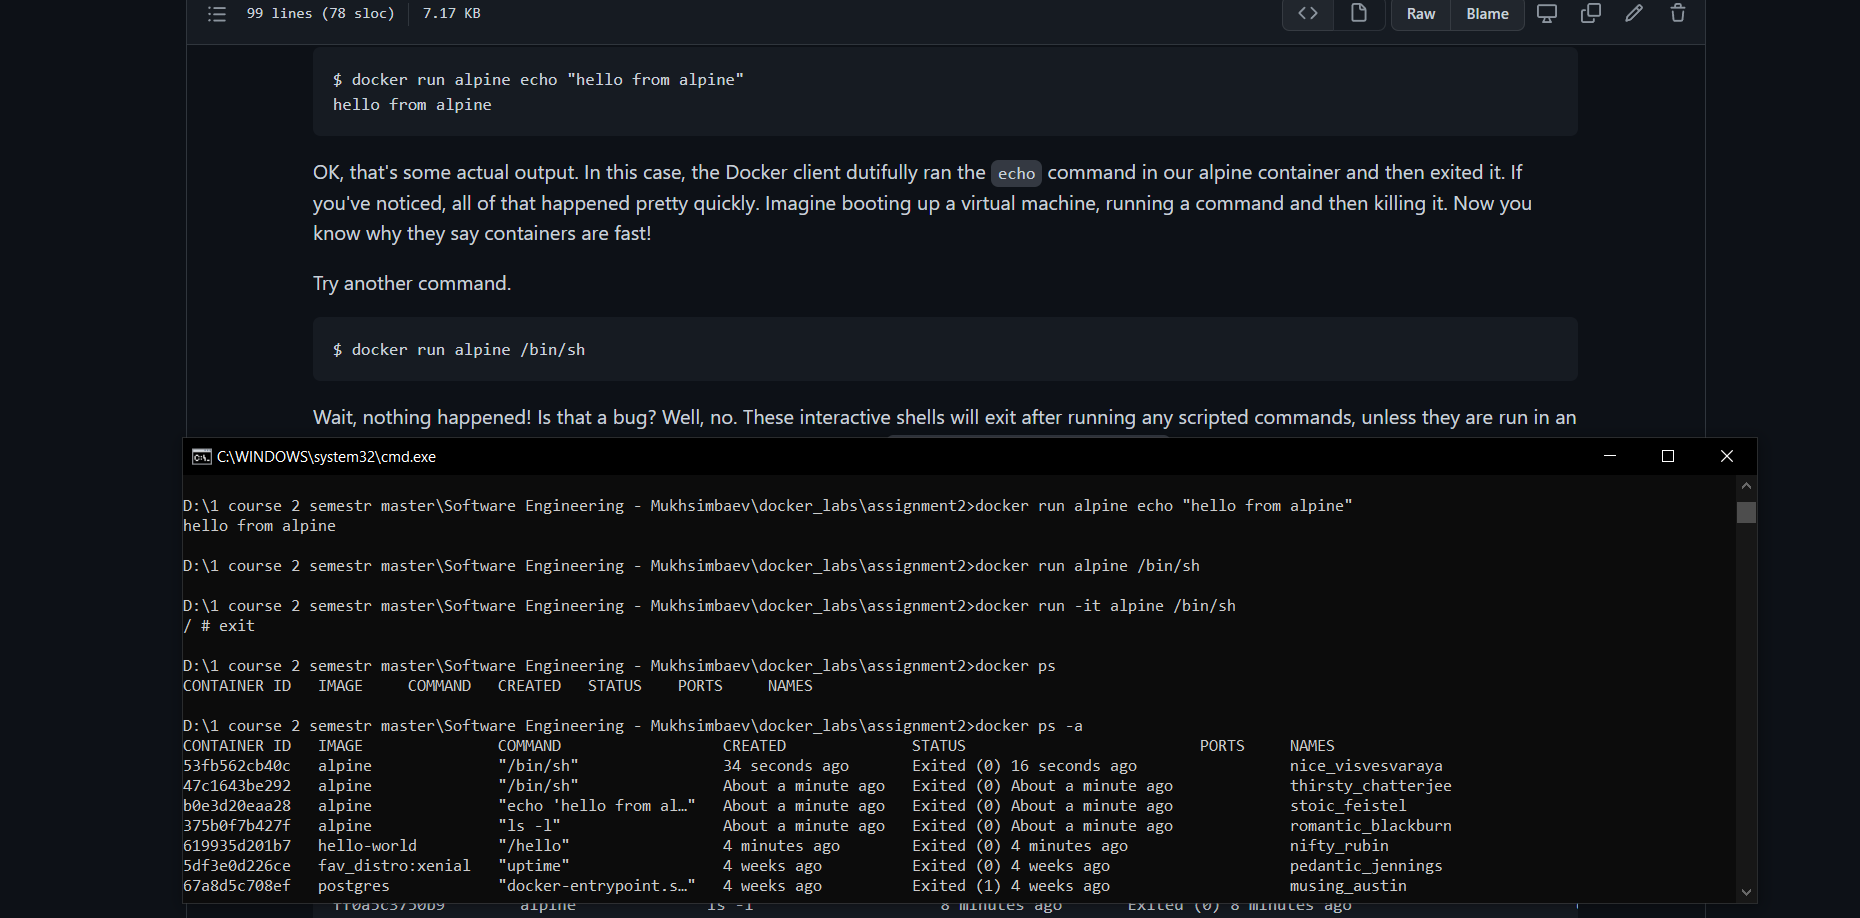 99 lines (78 sloc) 7.17 KB Raw Blame
$ docker run alpine echo "hello from alpine"
hello from alpine
OK, that's some actual output. In this case, the Docker client dutifully ran the echo command in our alpine container and then exited it. If
you've noticed, all of that happened pretty quickly. Imagine booting up a virtual machine, running a command and then killing it. Now you
know why they say containers are fast!
Try another command.
$ docker run alpine /bin/sh
Wait, nothing happened! Is that a bug? Well, no. These interactive shells will exit after running any scripted commands, unless they are run in an
C:\WINDOWS\system32\cmd.exe
D:\1 course 2 semestr master\Software Engineering - Mukhsimbaev\docker_labs\assignment2>docker run alpine echo "hello from alpine"
hello from alpine
D:\1 course 2 semestr master\Software Engineering - Mukhsimbaev\docker_labs\assignment2>docker run alpine /bin/sh
D:\1 course 2 semestr master\Software Engineering - Mukhsimbaev\docker_labs\assignment2>docker run -it alpine /bin/sh
/ # exit
D:\1 course 2 semestr master\Software Engineering - Mukhsimbaev\docker_labs\assignment2>docker ps
CONTAINER ID IMAGE COMMAND CREATED STATUS PORTS NAMES
D:\1 course 2 semestr master\Software Engineering - Mukhsimbaev\docker_labs\assignment2>docker ps -a
CONTAINER ID IMAGE COMMAND CREATED STATUS PORTS NAMES
53fb562cb40c alpine "/bin/sh" 34 seconds ago Exited (0) 16 seconds ago nice_visvesvaraya
47c1643be292 alpine "/bin/sh" About a minute ago Exited (0) About a minute ago thirsty_chatterjee
b0e3d20eaa28 alpine "echo 'hello from al…" About a minute ago Exited (0) About a minute ago stoic_feistel
375b0f7b427f alpine "ls -l" About a minute ago Exited (0) About a minute ago romantic_blackburn
619935d201b7 hello-world "/hello" 4 minutes ago Exited (0) 4 minutes ago nifty_rubin
5df3e0d226ce fav_distro:xenial "uptime" 4 weeks ago Exited (0) 4 weeks ago pedantic_jennings
67a8d5c708ef postgres "docker-entrypoint.s…" 4 weeks ago Exited (1) 4 weeks ago musing_austin
ff0a5c3750b9 alpine ls -l 8 minutes ago Exited (0) 8 minutes ago